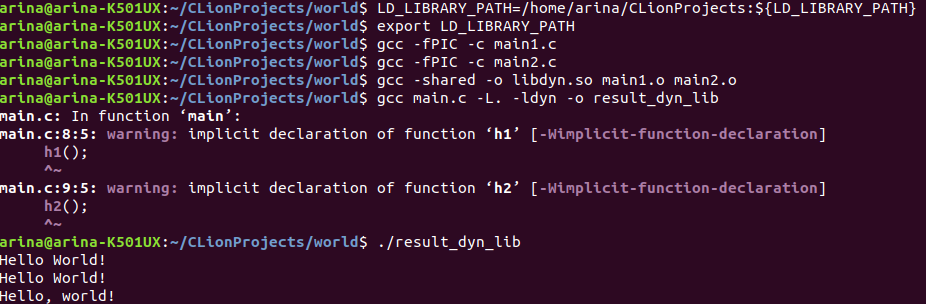 arina@arina-K501UX:~/CLionProjects/world$ LD_LIBRARY_PATH=/home/arina/CLionProjects:${LD_LIBRARY_PATH}
arina@arina-K501UX:~/CLionProjects/world$ export LD_LIBRARY_PATH
arina@arina-K501UX:~/CLionProjects/world$ gcc -fPIC -c main1.c
arina@arina-K501UX:~/CLionProjects/world$ gcc -fPIC -c main2.c
arina@arina-K501UX:~/CLionProjects/world$ gcc -shared -o libdyn.so main1.o main2.o
arina@arina-K501UX:~/CLionProjects/world$ gcc main.c -L. -ldyn -o result_dyn_lib
main.c: In function ‘main’:
main.c:8:5: warning: implicit declaration of function ‘h1’ [-Wimplicit-function-declaration]
     h1();
     ^~
main.c:9:5: warning: implicit declaration of function ‘h2’ [-Wimplicit-function-declaration]
     h2();
     ^~
arina@arina-K501UX:~/CLionProjects/world$ ./result_dyn_lib
Hello World!
Hello World!
Hello, world!